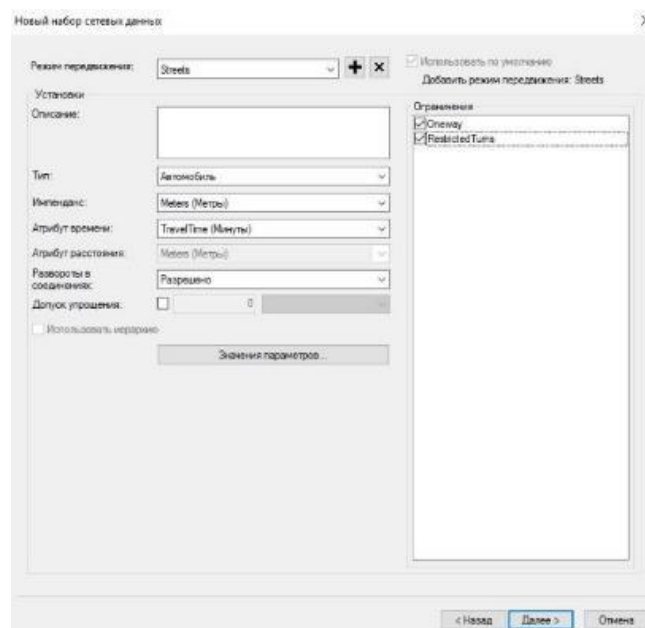 Новый набор сетевых данных
Режим передвижения:
Streets
Использовать по умолчанию
Добавить режим передвижения: Streets
Установки
Описание:
Тип:
Автомобиль
Импенданс:
Meters (Метры)
Атрибут времени:
TravelTime (Минуты)
Атрибут расстояния:
Meters (Метры)
Развороты в
соединениях:
Разрешено
Допуск упрощения:
0
Использовать иерархию
Значения параметров...
Ограничения
Oneway
RestrictedTurns
< Назад
Далее >
Отмена